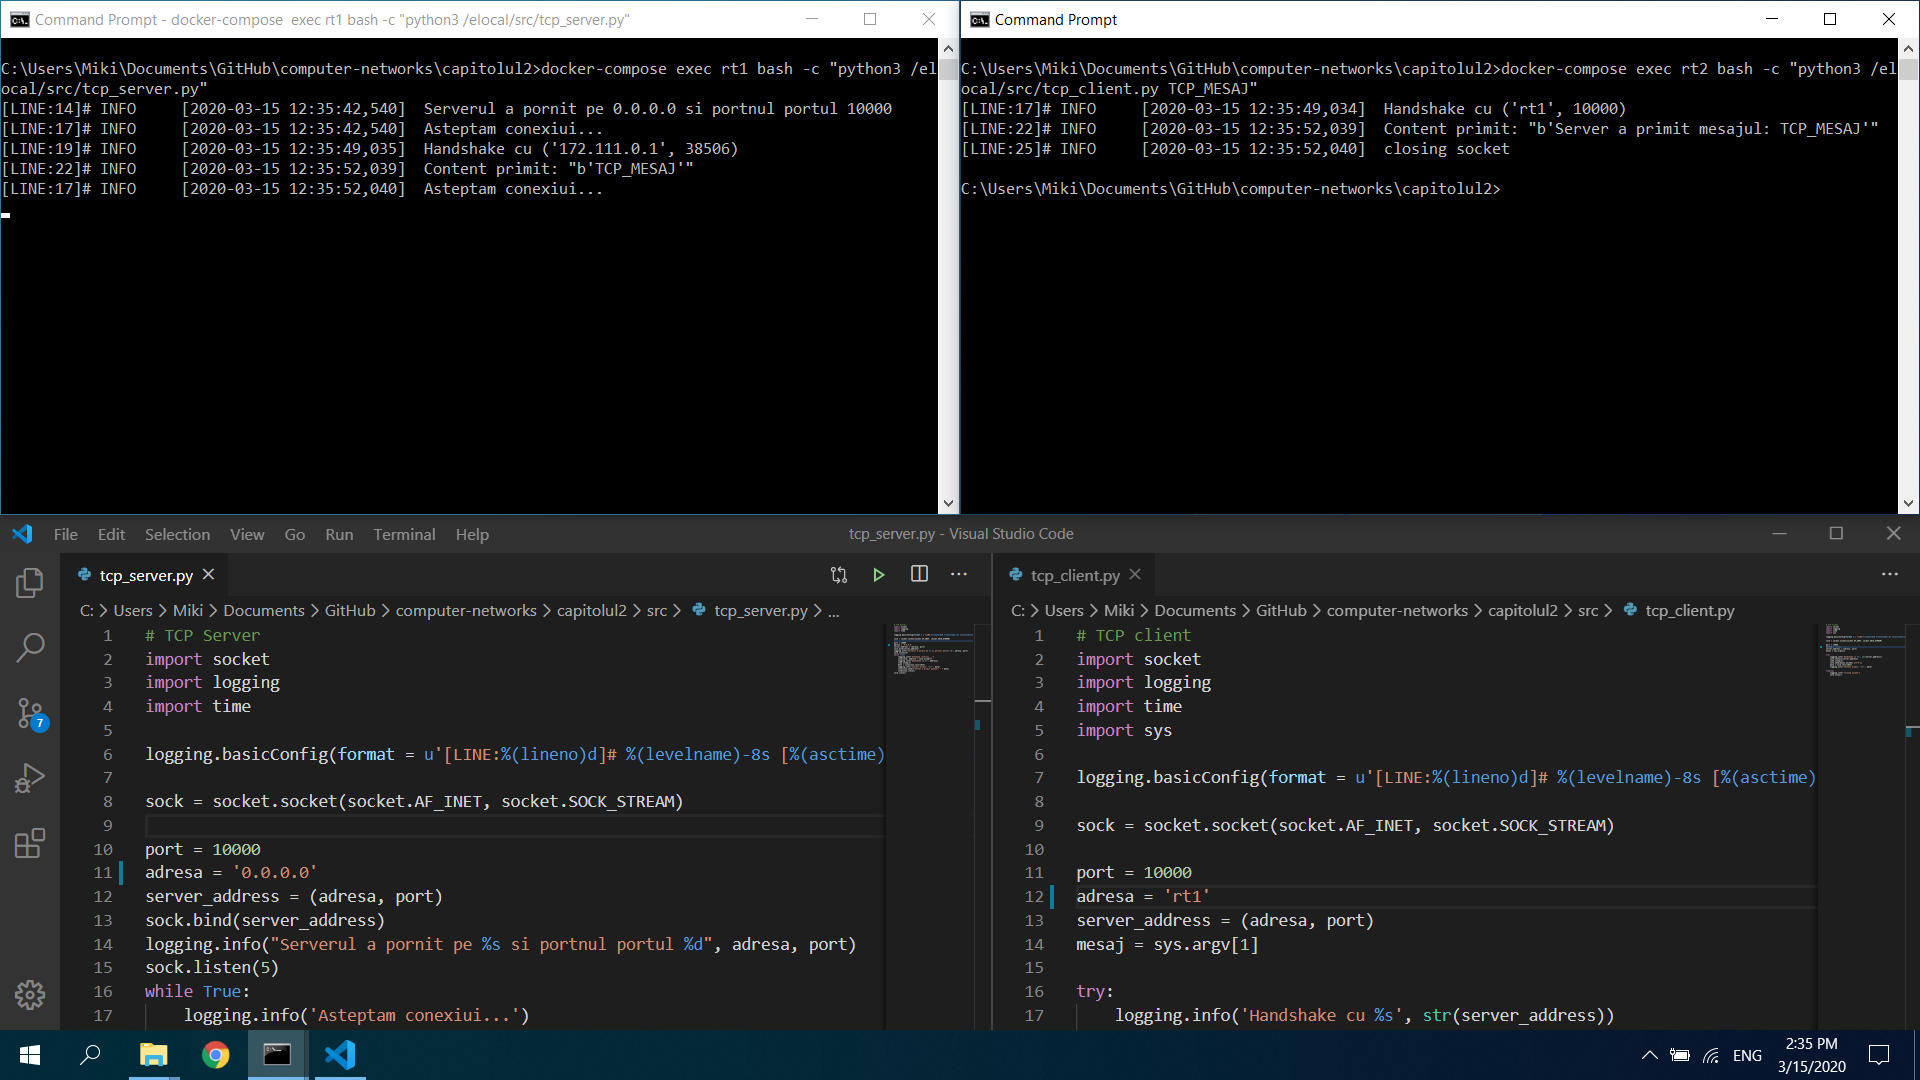 Command Prompt - docker-compose  exec rt1 bash -c "python3 /elocal/src/tcp_server.py"
C:\Users\Miki\Documents\GitHub\computer-networks\capitolul2>docker-compose exec rt1 bash -c "python3 /el
ocal/src/tcp_server.py"
[LINE:14]# INFO     [2020-03-15 12:35:42,540]  Serverul a pornit pe 0.0.0.0 si portnul portul 10000
[LINE:17]# INFO     [2020-03-15 12:35:42,540]  Asteptam conexiui...
[LINE:19]# INFO     [2020-03-15 12:35:49,035]  Handshake cu ('172.111.0.1', 38506)
[LINE:22]# INFO     [2020-03-15 12:35:52,039]  Content primit: "b'TCP_MESAJ'"
[LINE:17]# INFO     [2020-03-15 12:35:52,040]  Asteptam conexiui...
Command Prompt
C:\Users\Miki\Documents\GitHub\computer-networks\capitolul2>docker-compose exec rt2 bash -c "python3 /el
ocal/src/tcp_client.py TCP_MESAJ"
[LINE:17]# INFO     [2020-03-15 12:35:49,034]  Handshake cu ('rt1', 10000)
[LINE:22]# INFO     [2020-03-15 12:35:52,039]  Content primit: "b'Server a primit mesajul: TCP_MESAJ'"
[LINE:25]# INFO     [2020-03-15 12:35:52,040]  closing socket
C:\Users\Miki\Documents\GitHub\computer-networks\capitolul2>
File Edit Selection View Go Run Terminal Help
tcp_server.py - Visual Studio Code
7
tcp_server.py
C: > Users > Miki > Documents > GitHub > computer-networks > capitolul2 > src > tcp_server.py > ...
1 # TCP Server
2 import socket
3 import logging
4 import time
5
6 logging.basicConfig(format = u'[LINE:%(lineno)d]# %(levelname)-8s [%(asctime)
7
8 sock = socket.socket(socket.AF_INET, socket.SOCK_STREAM)
9
10 port = 10000
11 adresa = '0.0.0.0'
12 server_address = (adresa, port)
13 sock.bind(server_address)
14 logging.info("Serverul a pornit pe %s si portnul portul %d", adresa, port)
15 sock.listen(5)
16 while True:
17     logging.info('Asteptam conexiui...')
tcp_client.py
C: > Users > Miki > Documents > GitHub > computer-networks > capitolul2 > src > tcp_client.py
1 # TCP client
2 import socket
3 import logging
4 import time
5 import sys
6
7 logging.basicConfig(format = u'[LINE:%(lineno)d]# %(levelname)-8s [%(asctime)
8
9 sock = socket.socket(socket.AF_INET, socket.SOCK_STREAM)
10
11 port = 10000
12 adresa = 'rt1'
13 server_address = (adresa, port)
14 mesaj = sys.argv[1]
15
16 try:
17     logging.info('Handshake cu %s', str(server_address))
ENG
2:35 PM
3/15/2020